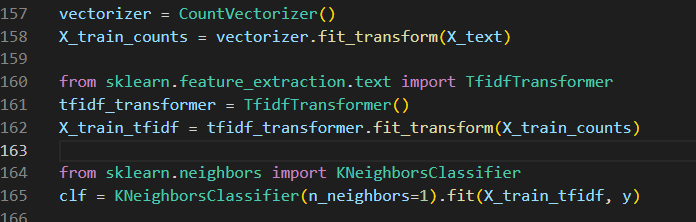 157 vectorizer = CountVectorizer()
158 X_train_counts = vectorizer.fit_transform(X_text)
159
160 from sklearn.feature_extraction.text import TfidfTransformer
161 tfidf_transformer = TfidfTransformer()
162 X_train_tfidf = tfidf_transformer.fit_transform(X_train_counts)
163
164 from sklearn.neighbors import KNeighborsClassifier
165 clf = KNeighborsClassifier(n_neighbors=1).fit(X_train_tfidf, y)
166